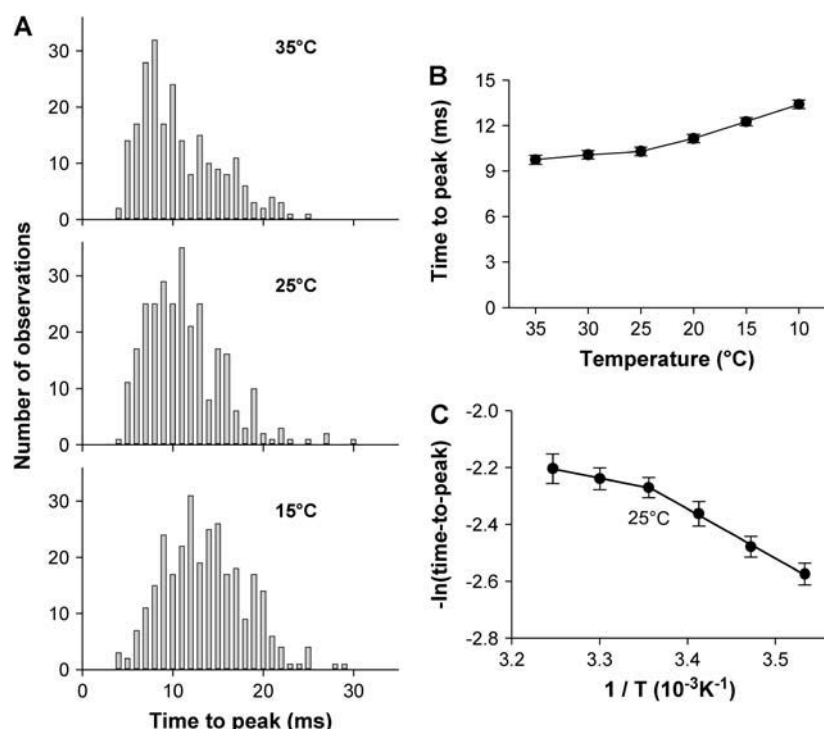 A
35°C
30
20
10
0
25°C
30
20
10
0
15°C
30
20
10
0
0 10 20 30
Time to peak (ms)
Number of observations
B
Time to peak (ms)
15
12
9
6
3
0
35 30 25 20 15 10
Temperature (°C)
C
-ln(time-to-peak)
-2.0
-2.2
-2.4
-2.6
-2.8
25°C
3.2 3.3 3.4 3.5
1 / T (10⁻³K⁻¹)